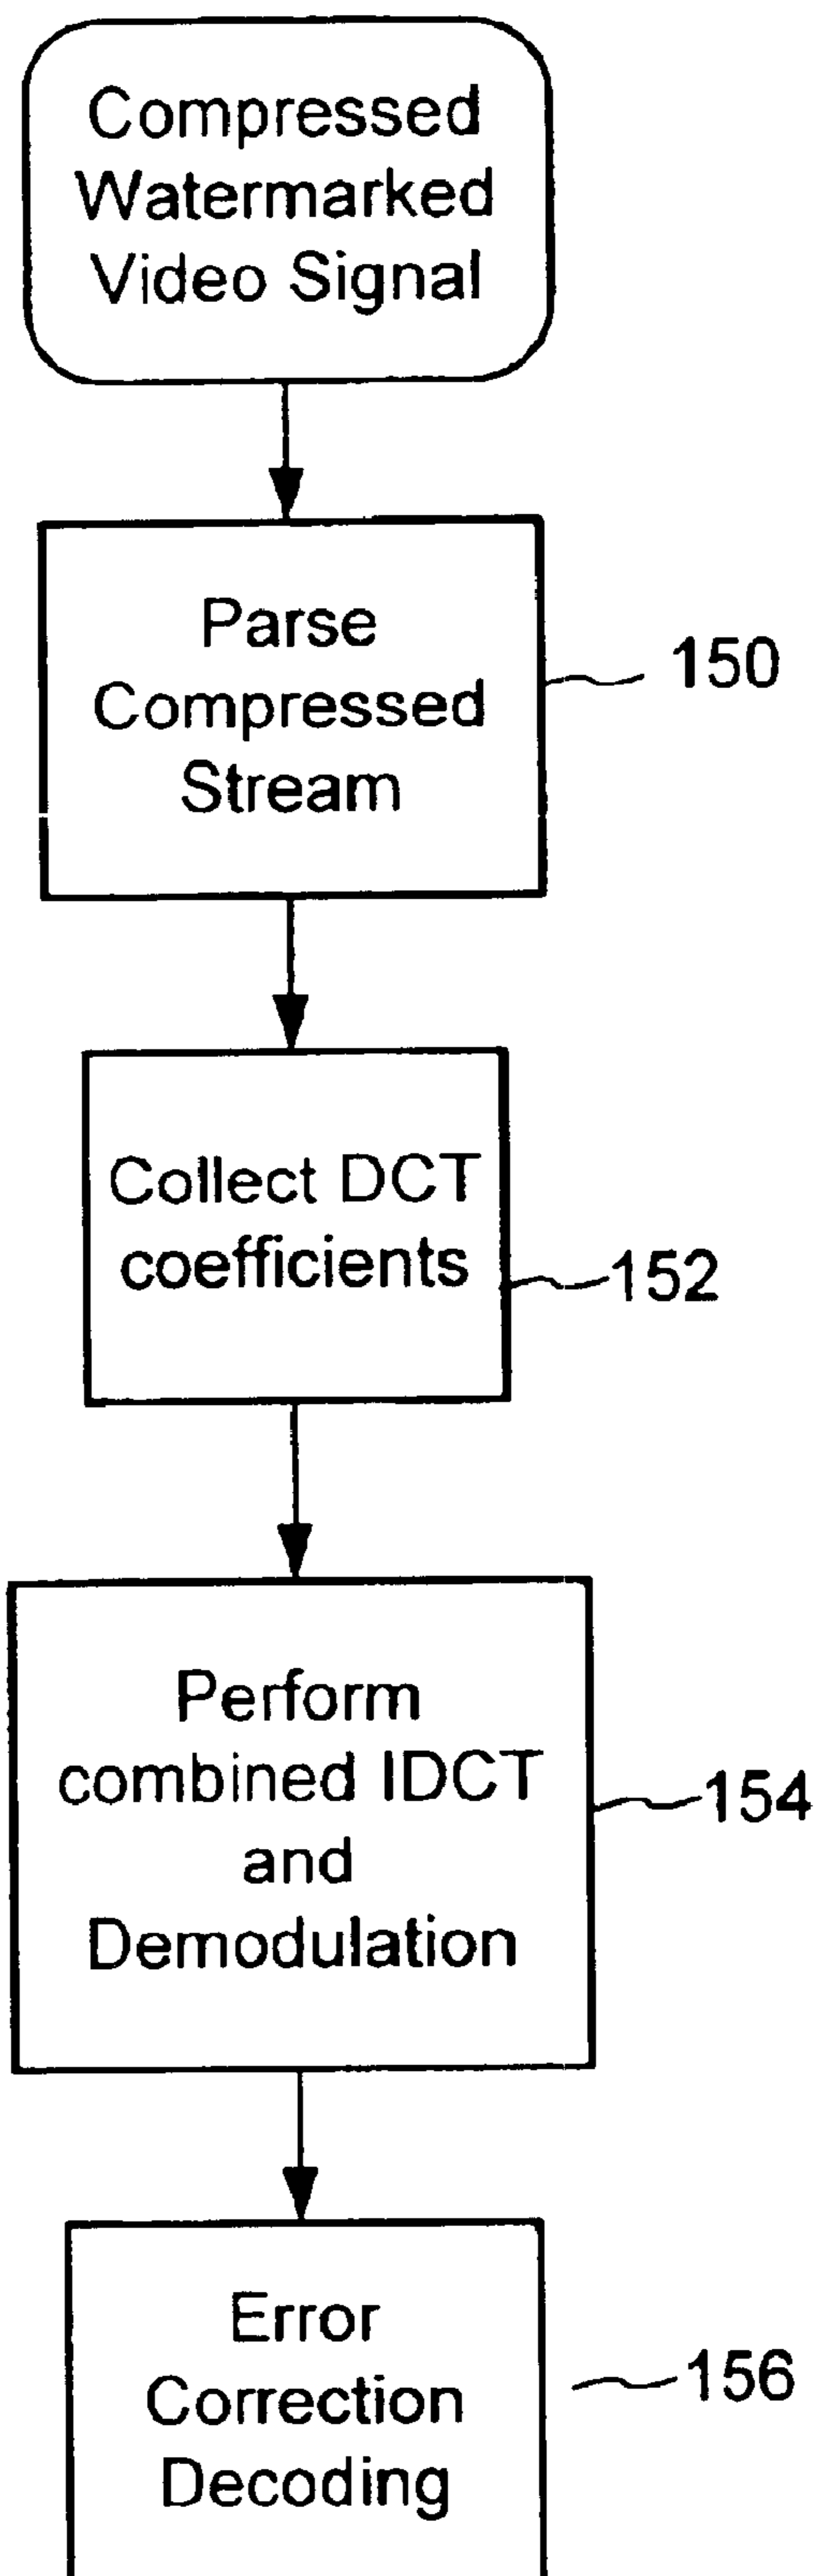 Compressed
Watermarked
Video Signal
Parse
Compressed
Stream
150
Collect DCT
coefficients
152
Perform
combined IDCT
and
Demodulation
154
Error
Correction
Decoding
156